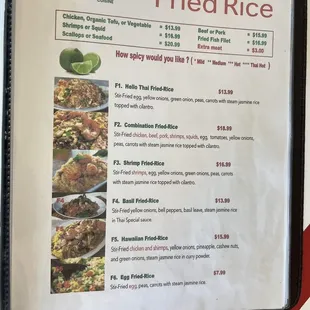 Fried Rice
Chicken, Organic Tofu, or Vegetable + $13.99
Shrimps or Squid + $16.99
Scallops or Seafood + $20.99
Beef or Pork + $15.99
Fried Fish Filet + $16.99
Extra meat + $3.00
How spicy would you like ? ( * Mild ** Medium *** Hot **** Thai Hot )
F1. Hello Thai Fried-Rice $13.99
Stir-Fried egg, yellow onions, green onion, peas, carrots with steam jasmine rice
topped with cilantro.
F2. Combination Fried-Rice $18.99
Stir-Fried chicken, beef, pork, shrimps, squids, egg, tomatoes, yellow onions,
peas, carrots with steam jasmine rice topped with cilantro.
F3. Shrimp Fried-Rice $16.99
Stir-Fried shrimps, egg, yellow onions, green onions, peas, carrots
with steam jasmine rice topped with cilantro.
F4. Basil Fried-Rice $13.99
Stir-Fried yellow onions, bell peppers, basil leave, steam jasmine rice
in Thai Special sauce.
F5. Hawaiian Fried-Rice $15.99
Stir-Fried chicken and shrimps, yellow onions, pineapple, cashew nuts,
and green onions, steam jasmine rice in curry powder.
F6. Egg Fried-Rice $7.99
Stir-Fried egg, peas, carrots with steam jasmine rice